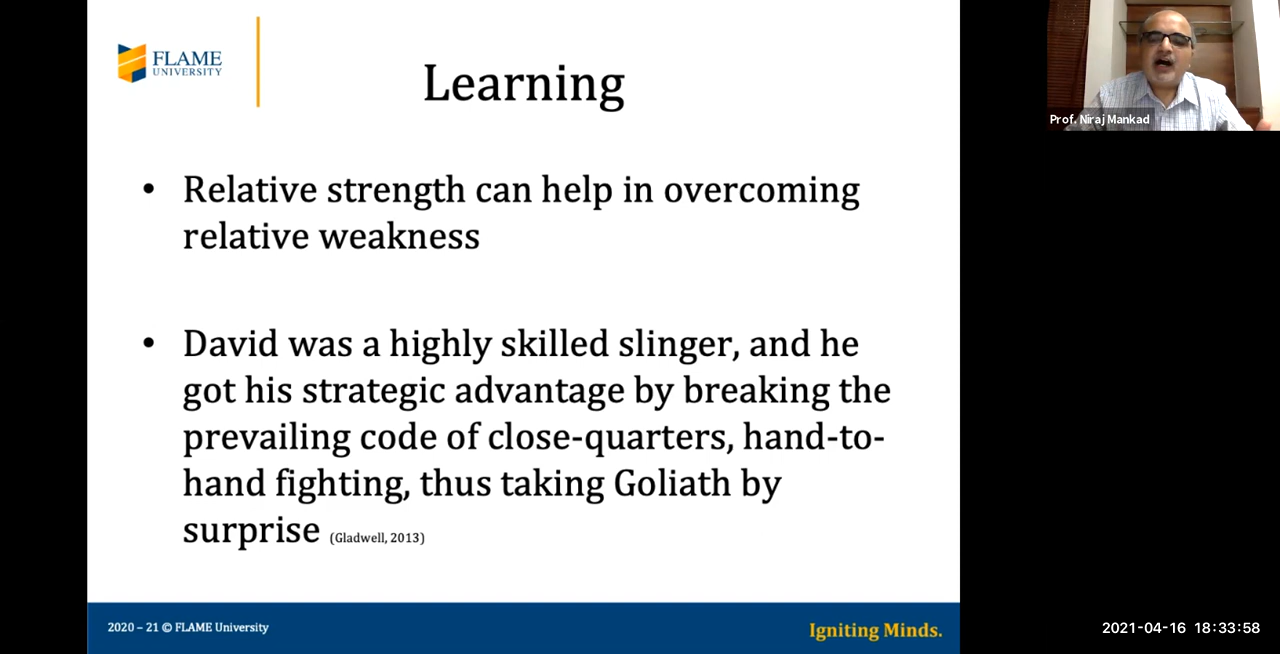 FLAME
UNIVERSITY
Learning
• Relative strength can help in overcoming
relative weakness
• David was a highly skilled slinger, and he
got his strategic advantage by breaking the
prevailing code of close-quarters, hand-to-
hand fighting, thus taking Goliath by
surprise (Gladwell, 2013)
2020 – 21 © FLAME University
Igniting Minds.
Prof. Niraj Mankad
2021-04-16 18:33:58